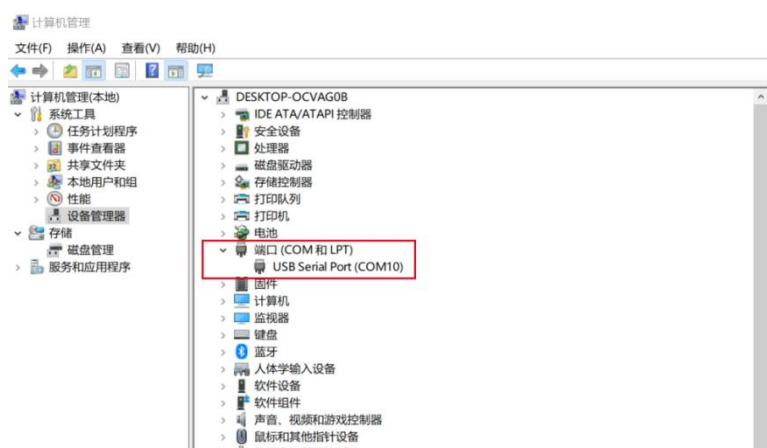 计算机管理
文件(F) 操作(A) 查看(V) 帮助(H)
计算机管理(本地)
系统工具
任务计划程序
事件查看器
共享文件夹
本地用户和组
性能
设备管理器
存储
磁盘管理
服务和应用程序
DESKTOP-OCVAG0B
IDE ATA/ATAPI 控制器
安全设备
处理器
磁盘驱动器
存储控制器
打印队列
打印机
电池
端口 (COM 和 LPT)
USB Serial Port (COM10)
固件
计算机
监视器
键盘
蓝牙
人体学输入设备
软件设备
软件组件
声音、视频和游戏控制器
鼠标和其他指针设备